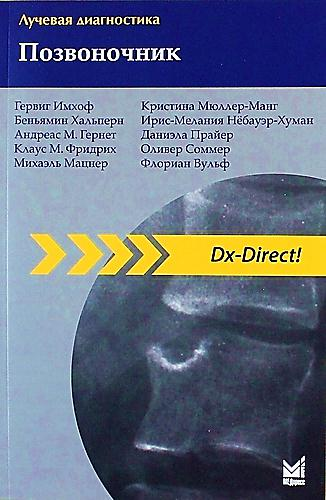 Лучевая диагностика
Позвоночник
Гервиг Имхоф
Беньямин Хальперн
Андреас М. Гернет
Клаус М. Фридрих
Михаэль Мацнер
Кристина Мюллер-Манг
Ирис-Мелания Нёбауэр-Хуман
Даниэла Прайер
Оливер Соммер
Флориан Вульф
Dx-Direct!
МЕДпресс